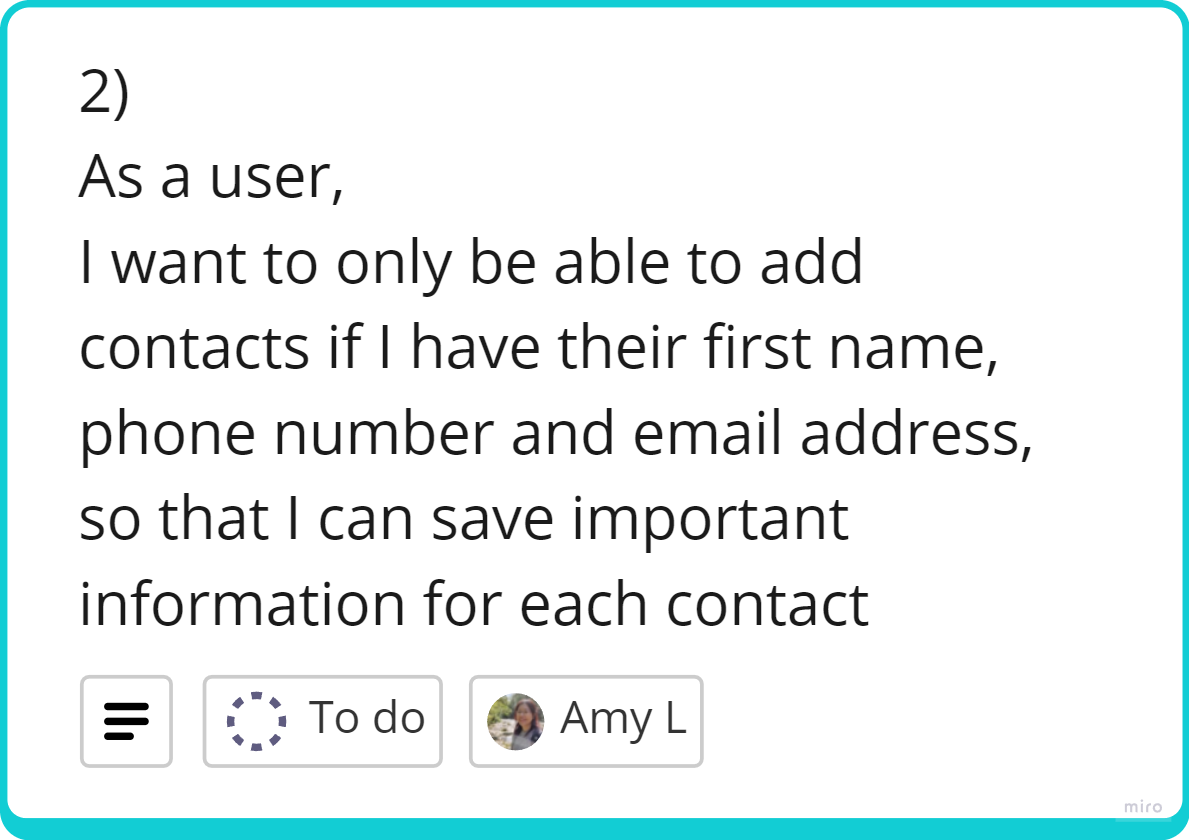 2)
As a user,
I want to only be able to add
contacts if I have their first name,
phone number and email address,
so that I can save important
information for each contact
To do
Amy L
miro